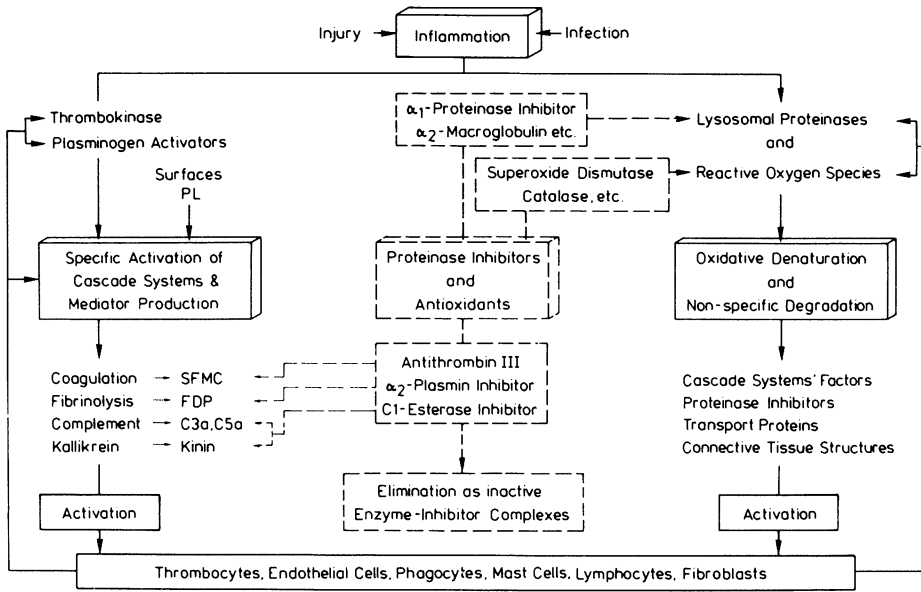 Injury
Inflammation
Infection
Thrombokinase
Plasminogen Activators
Surfaces
PL
α₁-Proteinase Inhibitor
α₂-Macroglobulin etc.
Superoxide Dismutase
Catalase, etc.
Lysosomal Proteinases
and
Reactive Oxygen Species
Specific Activation of
Cascade Systems &
Mediator Production
Proteinase Inhibitors
and
Antioxidants
Oxidative Denaturation
and
Non-specific Degradation
Coagulation SFMC
Fibrinolysis FDP
Complement C3a,C5a
Kallikrein Kinin
Antithrombin III
α₂-Plasmin Inhibitor
C1-Esterase Inhibitor
Cascade Systems' Factors
Proteinase Inhibitors
Transport Proteins
Connective Tissue Structures
Activation
Elimination as inactive
Enzyme-Inhibitor Complexes
Activation
Thrombocytes, Endothelial Cells, Phagocytes, Mast Cells, Lymphocytes, Fibroblasts